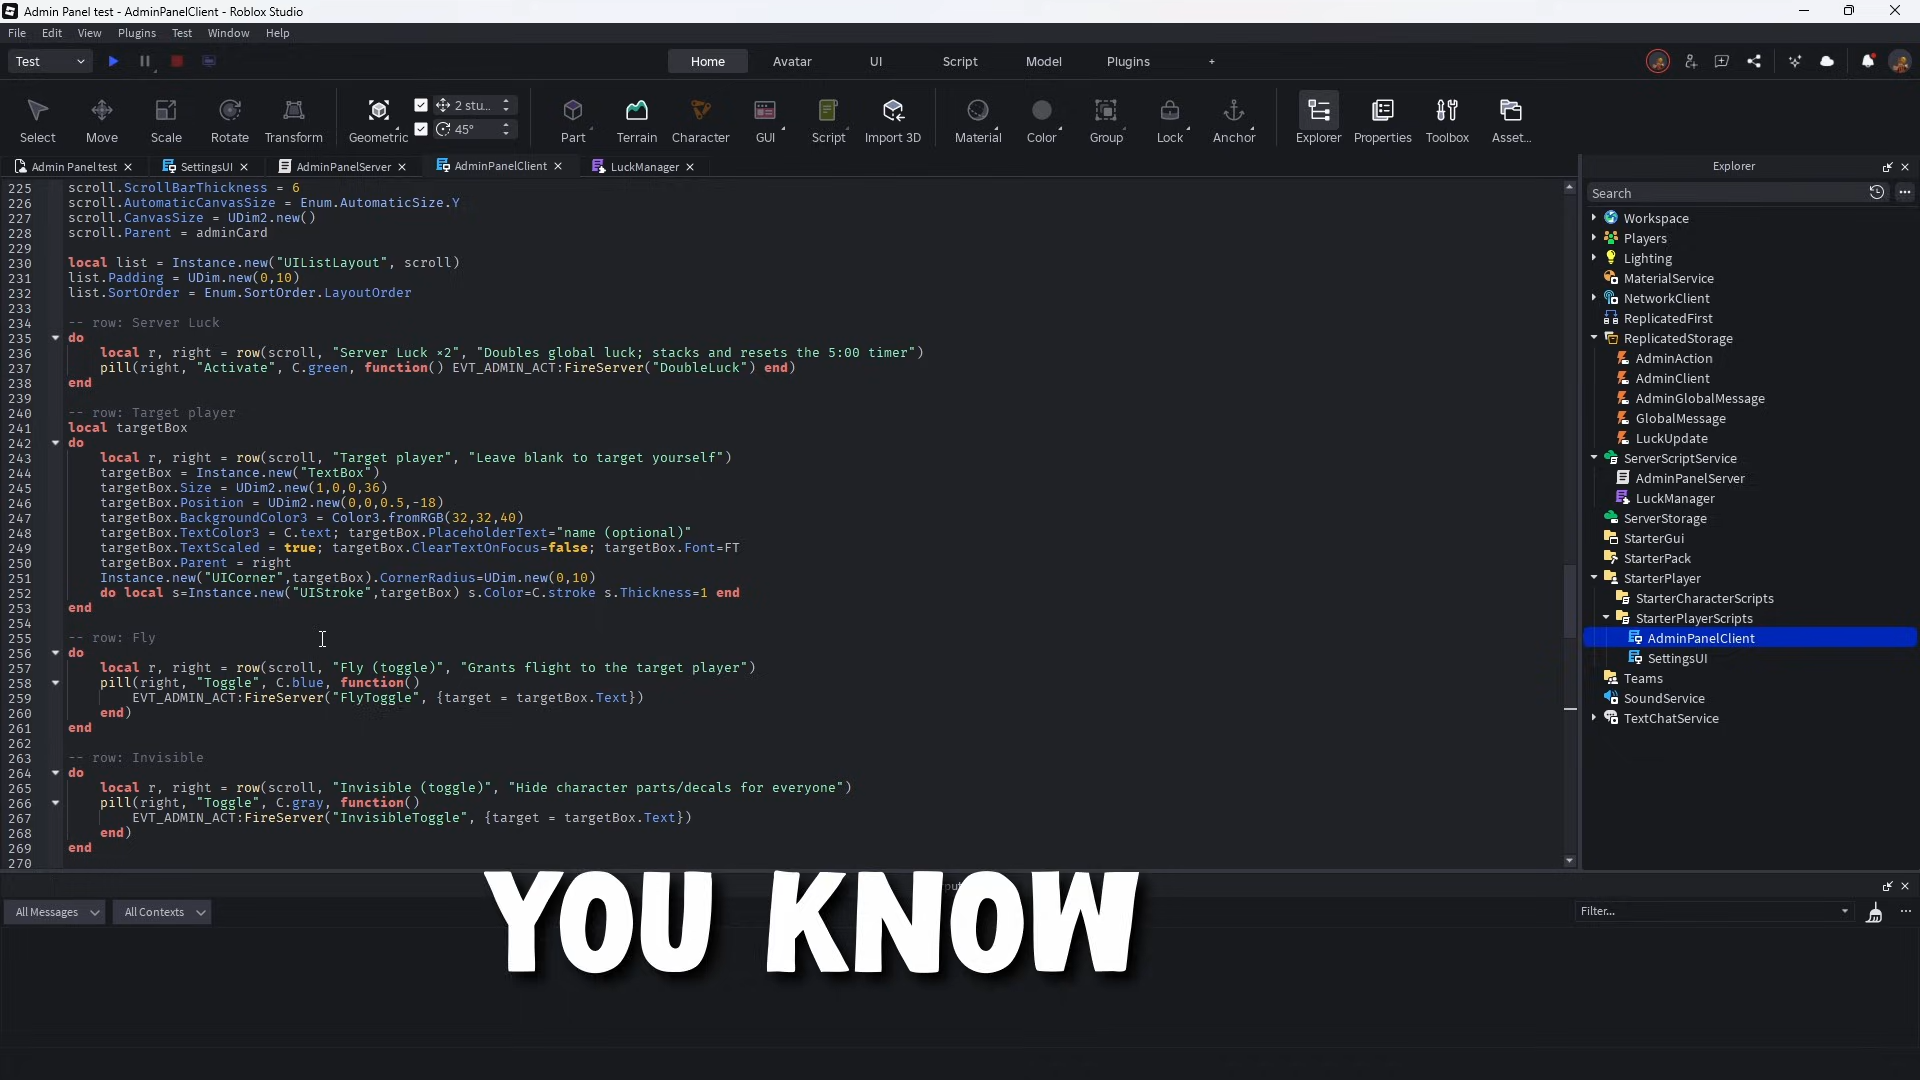 Admin Panel test - AdminPanelClient - Roblox Studio
File Edit View Plugins Test Window Help
Test
Home Avatar UI Script Model Plugins +
2 stu...
45°
Select Move Scale Rotate Transform Geometric Part Terrain Character GUI Script Import 3D Material Color Group Lock Anchor Explorer Properties Toolbox Asset...
Admin Panel test SettingsUI AdminPanelServer AdminPanelClient LuckManager
225 scroll.ScrollBarThickness = 6
226 scroll.AutomaticCanvasSize = Enum.AutomaticSize.Y
227 scroll.CanvasSize = UDim2.new()
228 scroll.Parent = adminCard
229
230 local list = Instance.new("UIListLayout", scroll)
231 list.Padding = UDim.new(0,10)
232 list.SortOrder = Enum.SortOrder.LayoutOrder
233
234 -- row: Server Luck
235 do
236 local r, right = row(scroll, "Server Luck ×2", "Doubles global luck; stacks and resets the 5:00 timer")
237 pill(right, "Activate", C.green, function() EVT_ADMIN_ACT:FireServer("DoubleLuck") end)
238 end
239
240 -- row: Target player
241 local targetBox
242 do
243 local r, right = row(scroll, "Target player", "Leave blank to target yourself")
244 targetBox = Instance.new("TextBox")
245 targetBox.Size = UDim2.new(1,0,0,36)
246 targetBox.Position = UDim2.new(0,0,0.5,-18)
247 targetBox.BackgroundColor3 = Color3.fromRGB(32,32,40)
248 targetBox.TextColor3 = C.text; targetBox.PlaceholderText="name (optional)"
249 targetBox.TextScaled = true; targetBox.ClearTextOnFocus=false; targetBox.Font=FT
250 targetBox.Parent = right
251 Instance.new("UICorner",targetBox).CornerRadius=UDim.new(0,10)
252 do local s=Instance.new("UIStroke",targetBox) s.Color=C.stroke s.Thickness=1 end
253 end
254
255 -- row: Fly
256 do
257 local r, right = row(scroll, "Fly (toggle)", "Grants flight to the target player")
258 pill(right, "Toggle", C.blue, function()
259 EVT_ADMIN_ACT:FireServer("FlyToggle", {target = targetBox.Text})
260 end)
261 end
262
263 -- row: Invisible
264 do
265 local r, right = row(scroll, "Invisible (toggle)", "Hide character parts/decals for everyone")
266 pill(right, "Toggle", C.gray, function()
267 EVT_ADMIN_ACT:FireServer("InvisibleToggle", {target = targetBox.Text})
268 end)
269 end
270
Explorer
Search
Workspace
Players
Lighting
MaterialService
NetworkClient
ReplicatedFirst
ReplicatedStorage
AdminAction
AdminClient
AdminGlobalMessage
GlobalMessage
LuckUpdate
ServerScriptService
AdminPanelServer
LuckManager
ServerStorage
StarterGui
StarterPack
StarterPlayer
StarterCharacterScripts
StarterPlayerScripts
AdminPanelClient
SettingsUI
Teams
SoundService
TextChatService
All Messages All Contexts Filter...
YOU KNOW